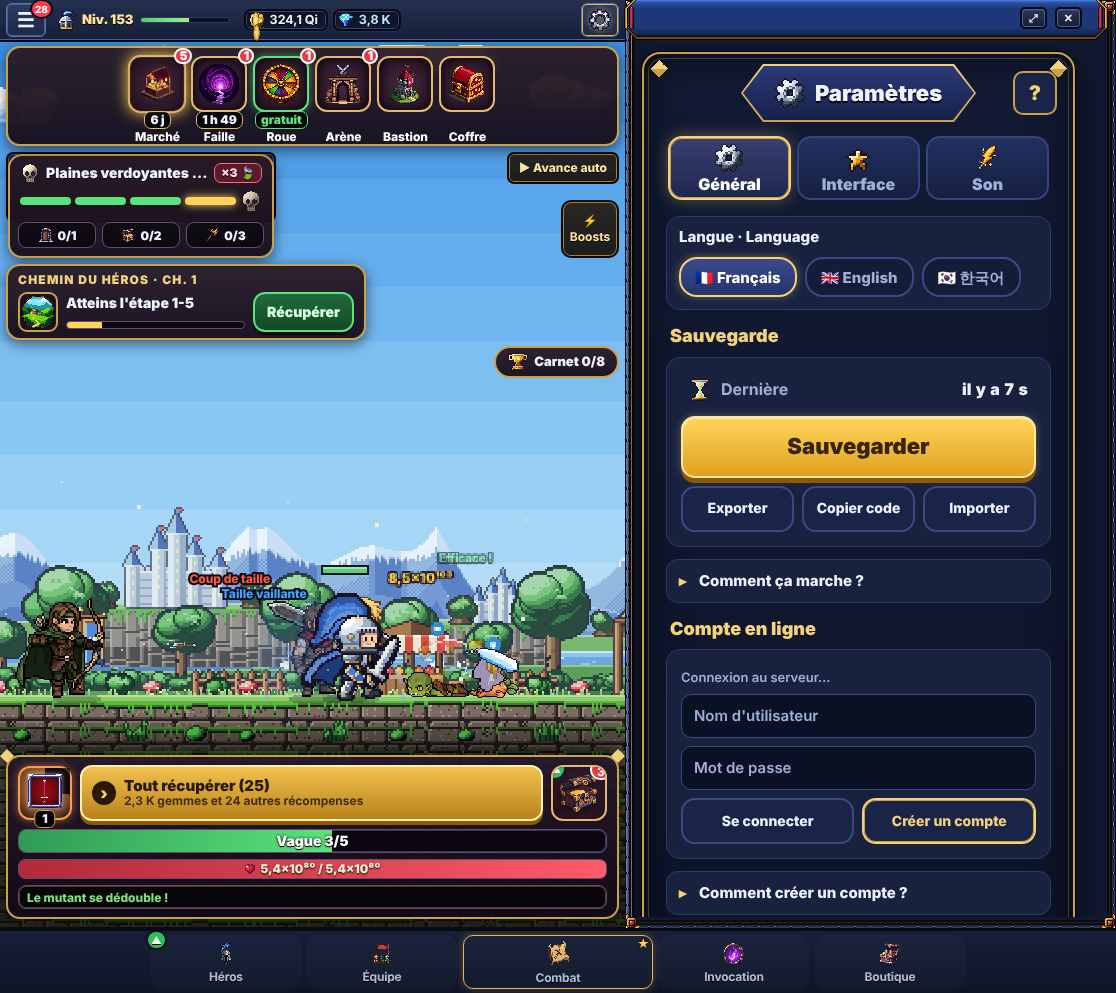 28
Niv. 153
324,1 Qi
3,8 K
5
1
1
1
6 j
1 h 49
gratuit
Marché
Faille
Roue
Arène
Bastion
Coffre
Plaines verdoyantes ...
×3
Avance auto
0/1
0/2
0/3
Boosts
CHEMIN DU HÉROS · CH. 1
Atteins l'étape 1-5
Récupérer
Carnet 0/8
Efficace !
Coup de taille
Taille vaillante
Tout récupérer (25)
2,3 K gemmes et 24 autres récompenses
1
3
Vague 3/5
5,4×10⁸⁰ / 5,4×10⁸⁰
Le mutant se dédouble !
Paramètres
?
Général
Interface
Son
Langue · Language
Français
English
한국어
Sauvegarde
Dernière
il y a 7 s
Sauvegarder
Exporter
Copier code
Importer
Comment ça marche ?
Compte en ligne
Connexion au serveur...
Nom d'utilisateur
Mot de passe
Se connecter
Créer un compte
Comment créer un compte ?
Héros
Équipe
Combat
Invocation
Boutique